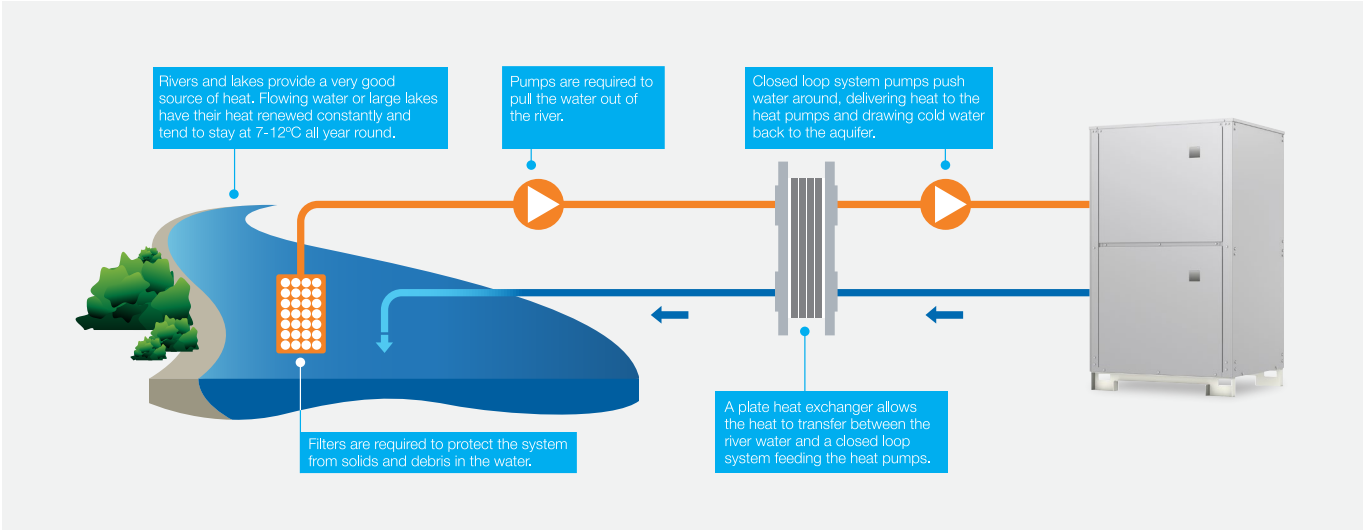 Rivers and lakes provide a very good
source of heat. Flowing water or large lakes
have their heat renewed constantly and
tend to stay at 7-12ºC all year round.
Pumps are required to
pull the water out of
the river.
Closed loop system pumps push
water around, delivering heat to the
heat pumps and drawing cold water
back to the aquifer.
Filters are required to protect the system
from solids and debris in the water.
A plate heat exchanger allows
the heat to transfer between the
river water and a closed loop
system feeding the heat pumps.